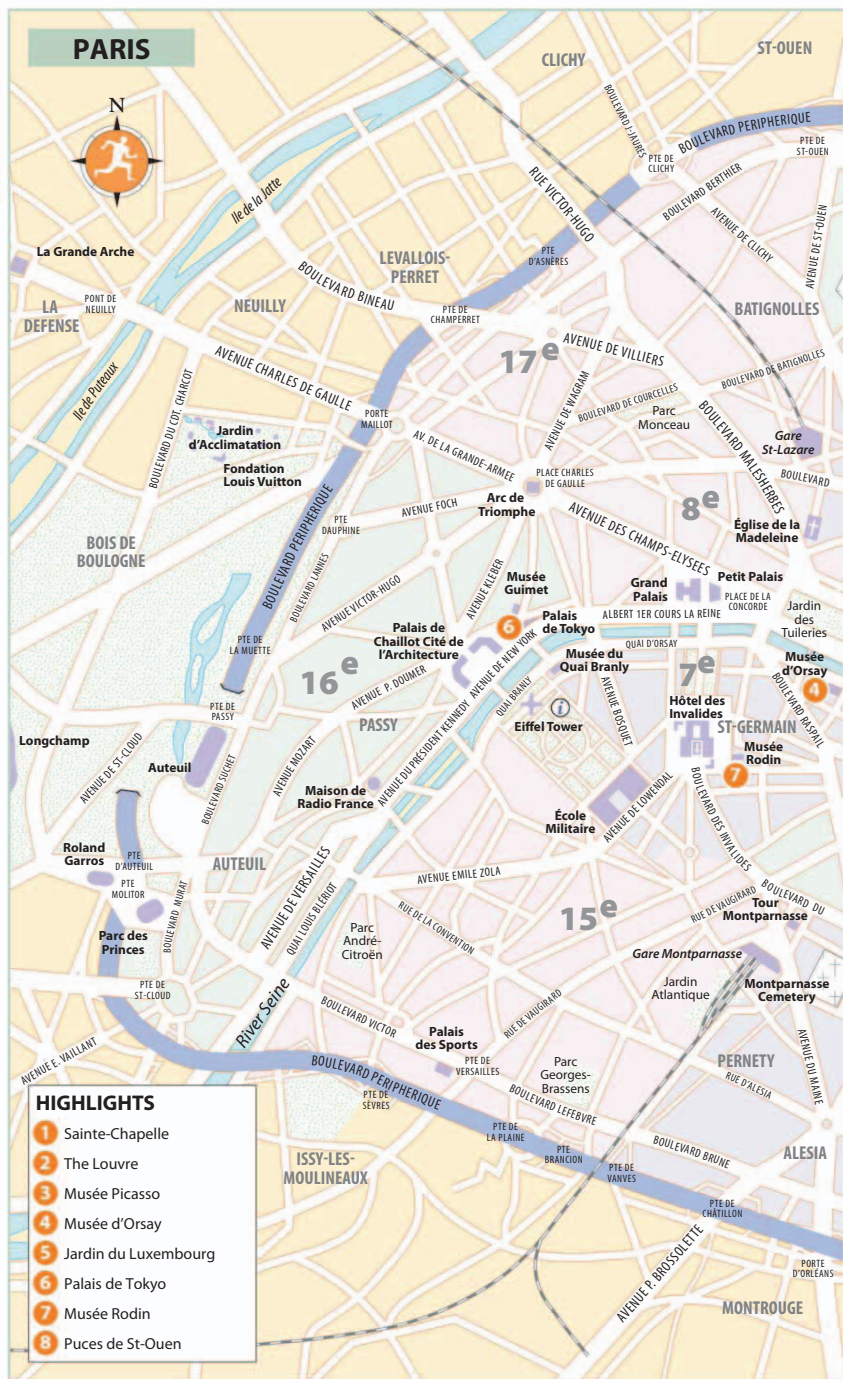 PARIS
N
CLICHY
ST-OUEN
BOULEVARD J-JAURES
BOULEVARD PERIPHERIQUE
PTE DE
ST-OUEN
PTE DE
CLICHY
BOULEVARD BERTHIER
AVENUE DE CLICHY
AVENUE DE ST-OUEN
RUE VICTOR-HUGO
Ile de la Jatte
La Grande Arche
LA
DEFENSE
PONT DE
NEUILLY
NEUILLY
LEVALLOIS-
PERRET
PTE
D'ASNÈRES
BOULEVARD BINEAU
PTE DE
CHAMPERRET
BATIGNOLLES
17e
AVENUE DE VILLIERS
BOULEVARD DE BATIGNOLLES
Ile de Puteaux
AVENUE CHARLES DE GAULLE
BOULEVARD DU CDT. CHARCOT
AVENUE DE WAGRAM
BOULEVARD DE COURCELLES
Parc
Monceau
BOULEVARD MALESHERBES
Gare
St-Lazare
Jardin
d'Acclimatation
Fondation
Louis Vuitton
PORTE
MAILLOT
AV. DE LA GRANDE-ARMEE
PLACE CHARLES
DE GAULLE
BOULEVARD
Arc de
Triomphe
8e
AVENUE FOCH
PTE
DAUPHINE
BOULEVARD PERIPHERIQUE
AVENUE DES CHAMPS-ELYSEES
Église de la
Madeleine
BOIS DE
BOULOGNE
BOULEVARD LANNES
AVENUE VICTOR-HUGO
AVENUE KLEBER
Musée
Guimet
Grand
Palais
Petit Palais
PLACE DE LA
CONCORDE
PTE DE
LA MUETTE
Palais de
Chaillot Cité de
l'Architecture
6
Palais
de Tokyo
ALBERT 1ER COURS LA REINE
Jardin
des
Tuileries
QUAI D'ORSAY
16e
AVENUE P. DOUMER
AVENUE DE NEW YORK
Musée du
Quai Branly
7e
Musée
d'Orsay
4
PTE DE
PASSY
PASSY
AVENUE DU PRÉSIDENT KENNEDY
QUAI BRANLY
i
Eiffel Tower
AVENUE BOSQUET
Hôtel des
Invalides
ST-GERMAIN
BOULEVARD RASPAIL
Longchamp
AVENUE DE ST-CLOUD
Auteuil
BOULEVARD SUCHET
AVENUE MOZART
Maison de
Radio France
Musée
Rodin
7
École
Militaire
AVENUE DE LOWENDAL
BOULEVARD DES INVALIDES
Roland
Garros
PTE
D'AUTEUIL
PTE
MOLITOR
AUTEUIL
AVENUE DE VERSAILLES
QUAI LOUIS BLÉRIOT
AVENUE EMILE ZOLA
BOULEVARD DU
Parc des
Princes
BOULEVARD MURAT
Parc
André-
Citroën
RUE DE LA CONVENTION
15e
RUE DE VAUGIRARD
Tour
Montparnasse
Gare Montparnasse
PTE DE
ST-CLOUD
River Seine
Jardin
Atlantique
Montparnasse
Cemetery
BOULEVARD VICTOR
Palais
des Sports
RUE DE VAUGIRARD
AVENUE E. VAILLANT
BOULEVARD PERIPHERIQUE
PTE DE
VERSAILLES
Parc
Georges-
Brassens
PERNETY
AVENUE DU MAINE
RUE D'ALESIA
PTE DE
SÈVRES
BOULEVARD LEFEBVRE
PTE DE
LA PLAINE
PTE
BRANCION
PTE DE
VANVES
BOULEVARD BRUNE
ALESIA
ISSY-LES-
MOULINEAUX
PTE DE
CHÂTILLON
AVENUE P. BROSSOLETTE
PORTE
D'ORLÉANS
MONTROUGE
HIGHLIGHTS
1 Sainte-Chapelle
2 The Louvre
3 Musée Picasso
4 Musée d'Orsay
5 Jardin du Luxembourg
6 Palais de Tokyo
7 Musée Rodin
8 Puces de St-Ouen